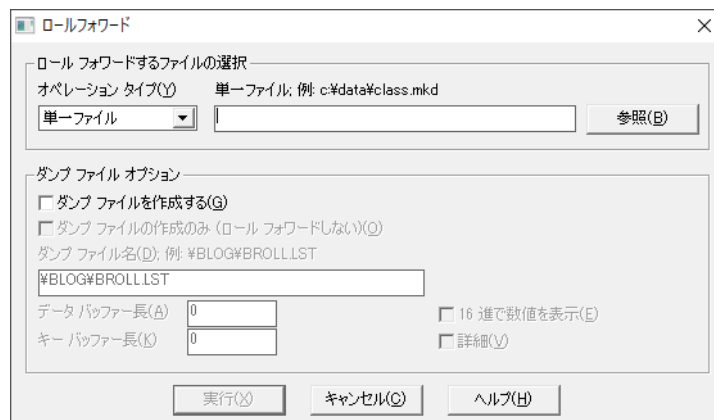 ロールフォワード
ロール フォワードするファイルの選択
オペレーション タイプ(Y)
単一ファイル; 例: c:¥data¥class.mkd
単一ファイル
参照(B)
ダンプ ファイル オプション
ダンプ ファイルを作成する(G)
ダンプ ファイルの作成のみ (ロール フォワードしない)(O)
ダンプ ファイル名(D); 例: ¥BLOG¥BROLL.LST
¥BLOG¥BROLL.LST
データ バッファー長(A)
0
16 進で数値を表示(E)
キー バッファー長(K)
0
詳細(V)
実行(X)
キャンセル(C)
ヘルプ(H)